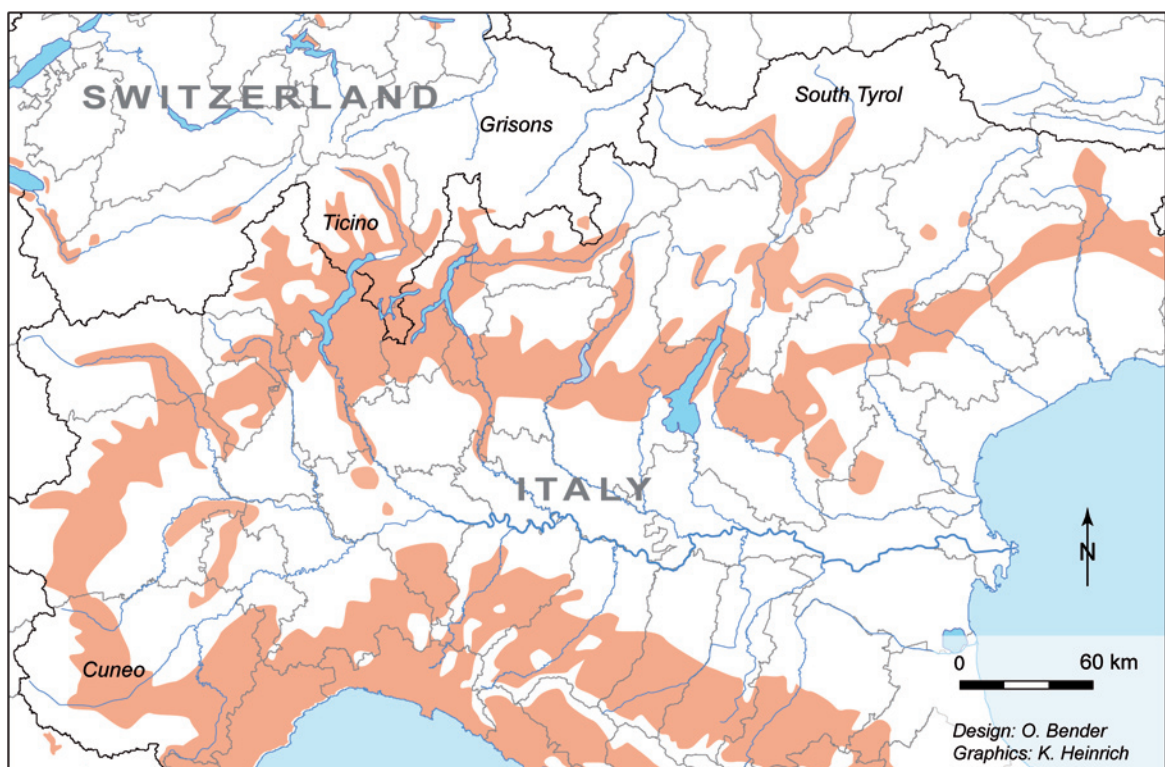 SWITZERLAND
South Tyrol
Grisons
Ticino
ITALY
N
Cuneo
0 60 km
Design: O. Bender
Graphics: K. Heinrich